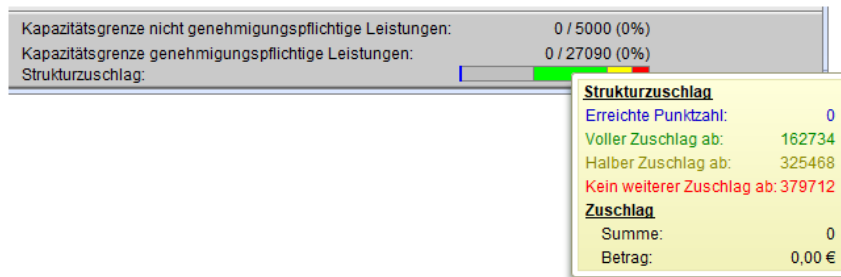 Kapazitätsgrenze nicht genehmigungspflichtige Leistungen: 0 / 5000 (0%)
Kapazitätsgrenze genehmigungspflichtige Leistungen: 0 / 27090 (0%)
Strukturzuschlag:
Strukturzuschlag
Erreichte Punktzahl: 0
Voller Zuschlag ab: 162734
Halber Zuschlag ab: 325468
Kein weiterer Zuschlag ab: 379712
Zuschlag
Summe: 0
Betrag: 0,00 €